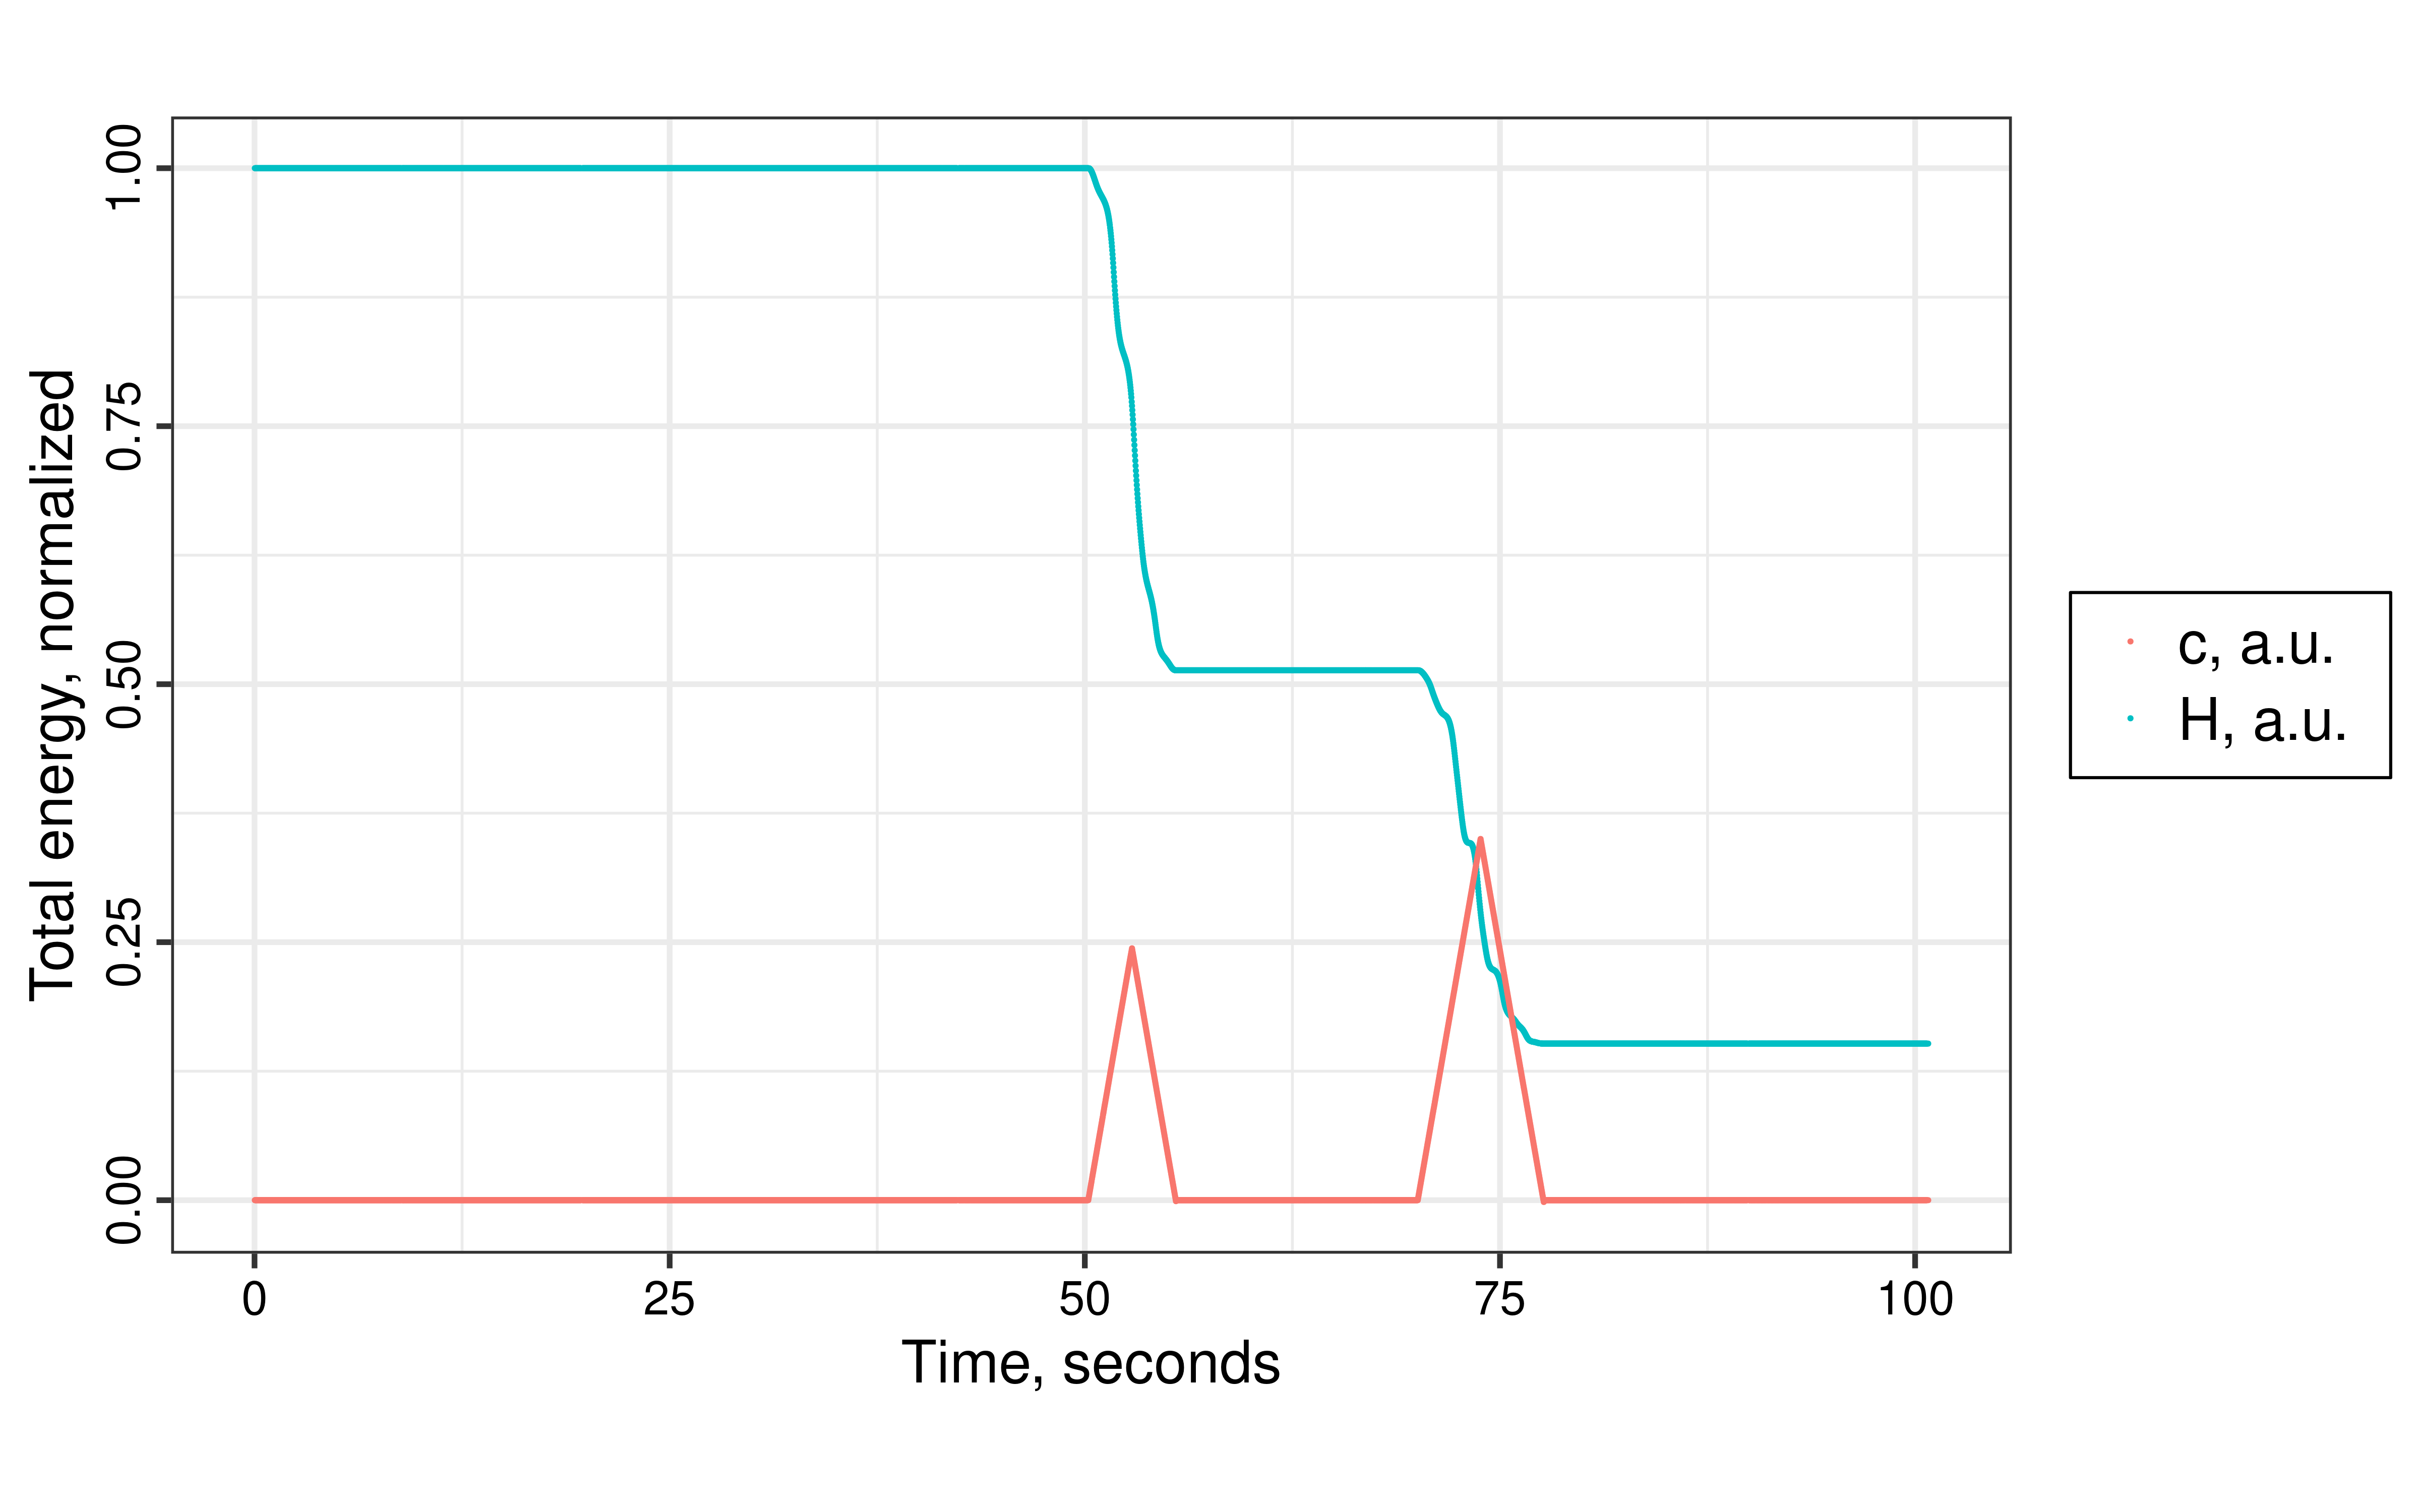 Total energy, normalized
1.00
0.75
0.50
0.25
0.00
0 25 50 75 100
Time, seconds
c, a.u.
H, a.u.